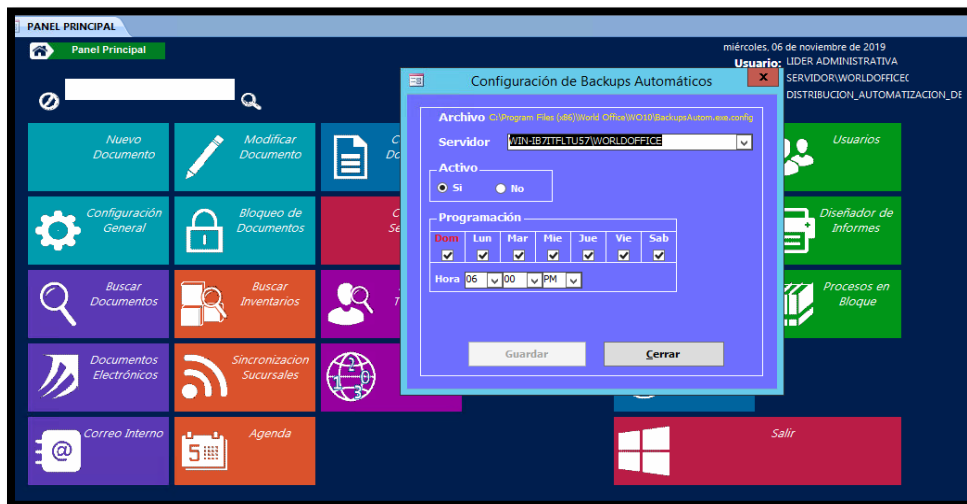 PANEL PRINCIPAL
Panel Principal
miércoles, 06 de noviembre de 2019
Usuario: LIDER ADMINISTRATIVA
SERVIDOR\WORLDOFFICE(
DISTRIBUCION_AUTOMATIZACION_DE
Configuración de Backups Automáticos
x
Archivo C:\Program Files (x86)\World Office\WO10\BackupsAutom.exe.config
Servidor WIN-IB7ITFLTU57\WORLDOFFICE
Activo
Si No
Programación
Dom Lun Mar Mie Jue Vie Sab
Hora 06 00 PM
Guardar Cerrar
Nuevo
Documento
Modificar
Documento
C
Do
Usuarios
Configuración
General
Bloqueo de
Documentos
C
Se
Diseñador de
Informes
Buscar
Documentos
Buscar
Inventarios
T
Procesos en
Bloque
Documentos
Electrónicos
Sincronizacion
Sucursales
Correo Interno
Agenda
5
Salir